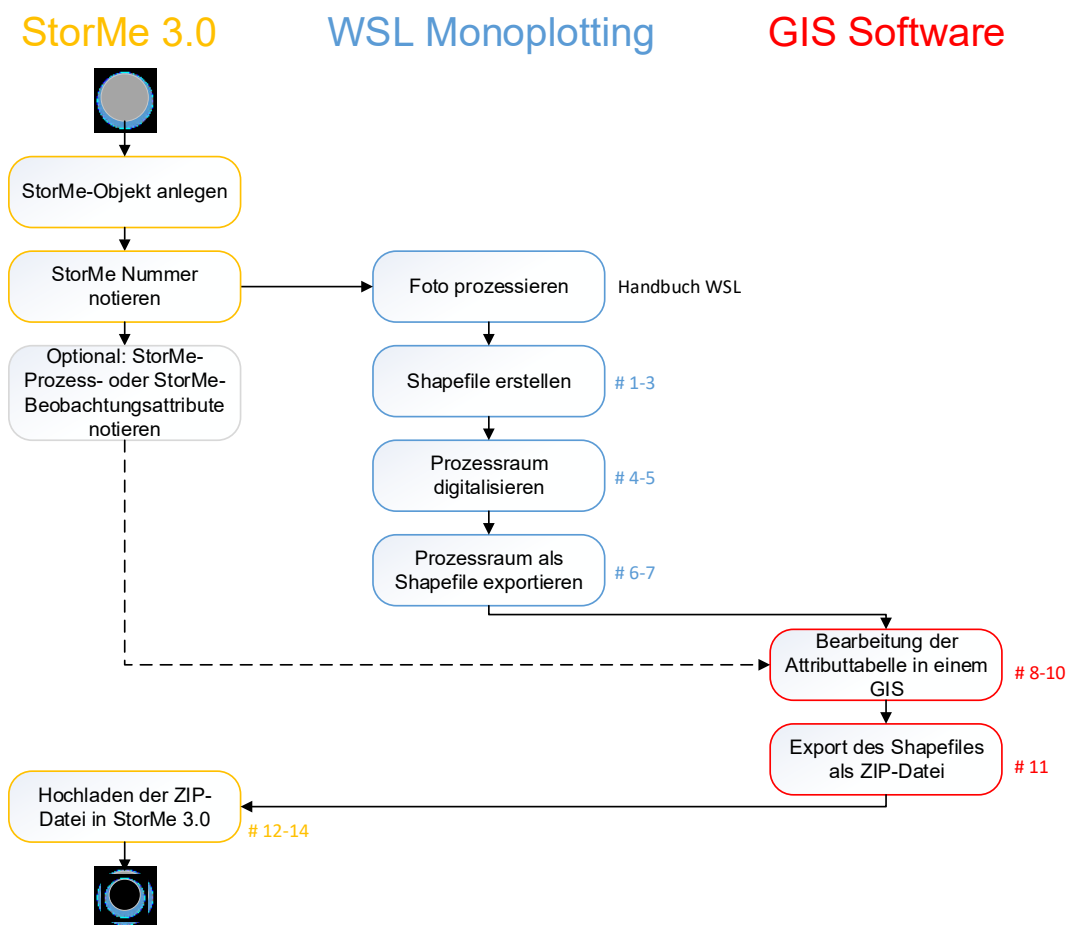 StorMe 3.0
WSL Monoplotting
GIS Software
StorMe-Objekt anlegen
StorMe Nummer
notieren
Foto prozessieren
Handbuch WSL
Optional: StorMe-
Prozess- oder StorMe-
Beobachtungsattribute
notieren
Shapefile erstellen
# 1-3
Prozessraum
digitalisieren
# 4-5
Prozessraum als
Shapefile exportieren
# 6-7
Bearbeitung der
Attributtabelle in einem
GIS
# 8-10
Export des Shapefiles
als ZIP-Datei
# 11
Hochladen der ZIP-
Datei in StorMe 3.0
# 12-14